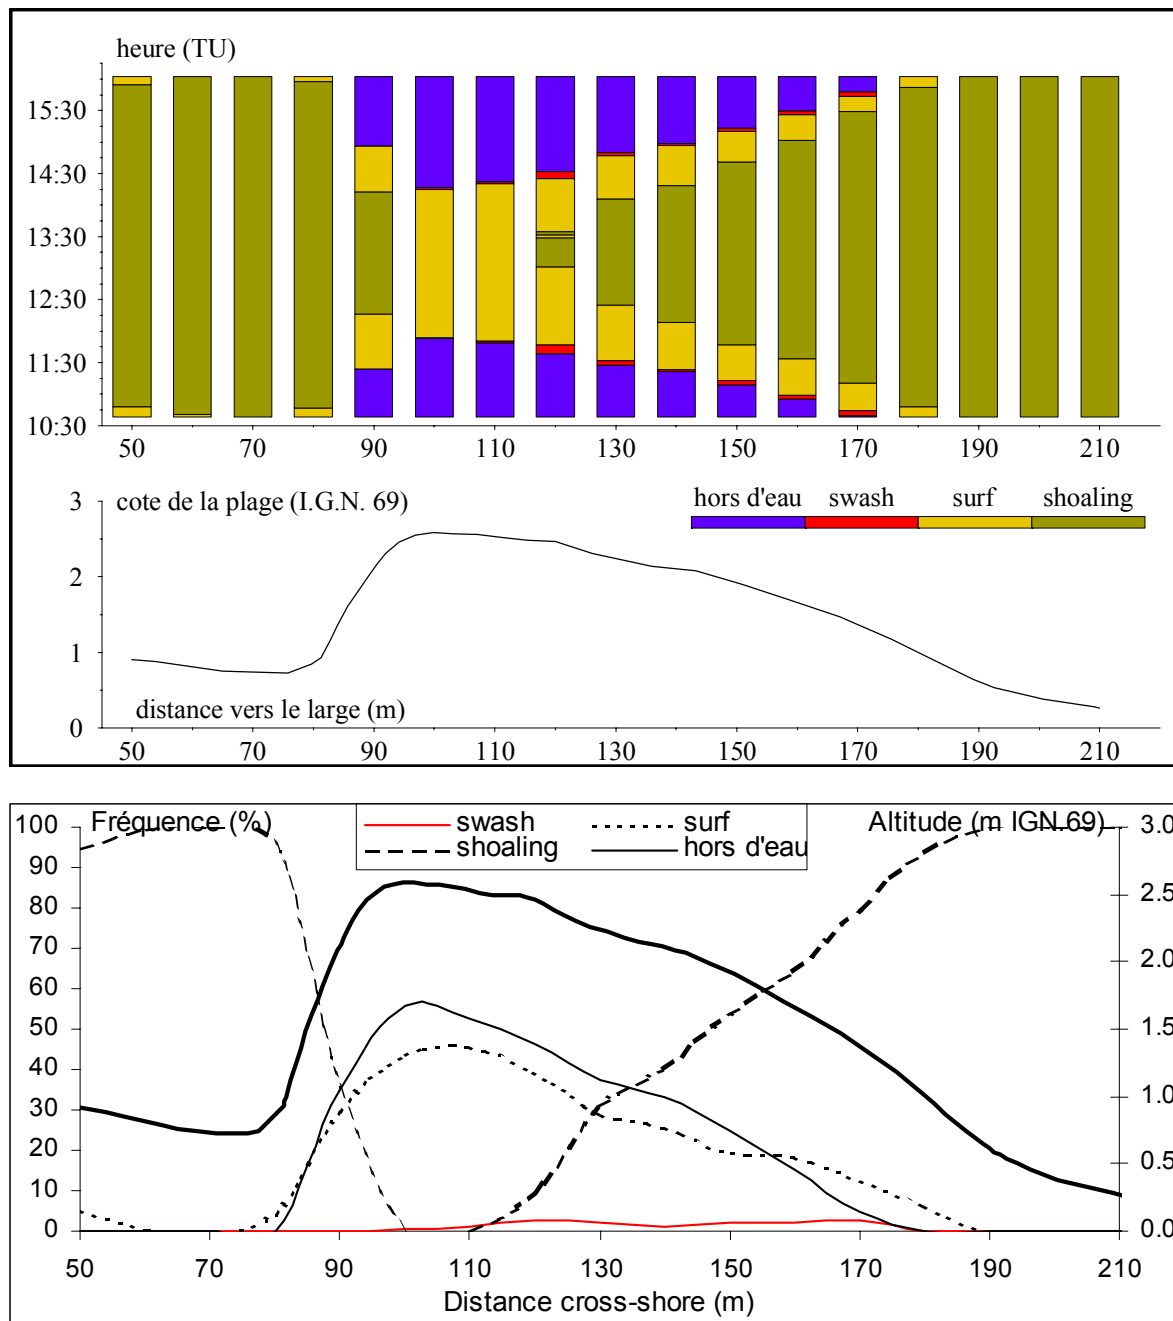 heure (TU)
15:30
14:30
13:30
12:30
11:30
10:30
50 70 90 110 130 150 170 190 210
3 cote de la plage (I.G.N. 69)
hors d'eau swash surf shoaling
2
1
distance vers le large (m)
0
50 70 90 110 130 150 170 190 210
100 Fréquence (%) swash surf Altitude (m IGN 69) 3.0
shoaling hors d'eau
90
80 2.5
70
2.0
60
50 1.5
40
30 1.0
20
0.5
10
0 0.0
50 70 90 110 130 150 170 190 210
Distance cross-shore (m)